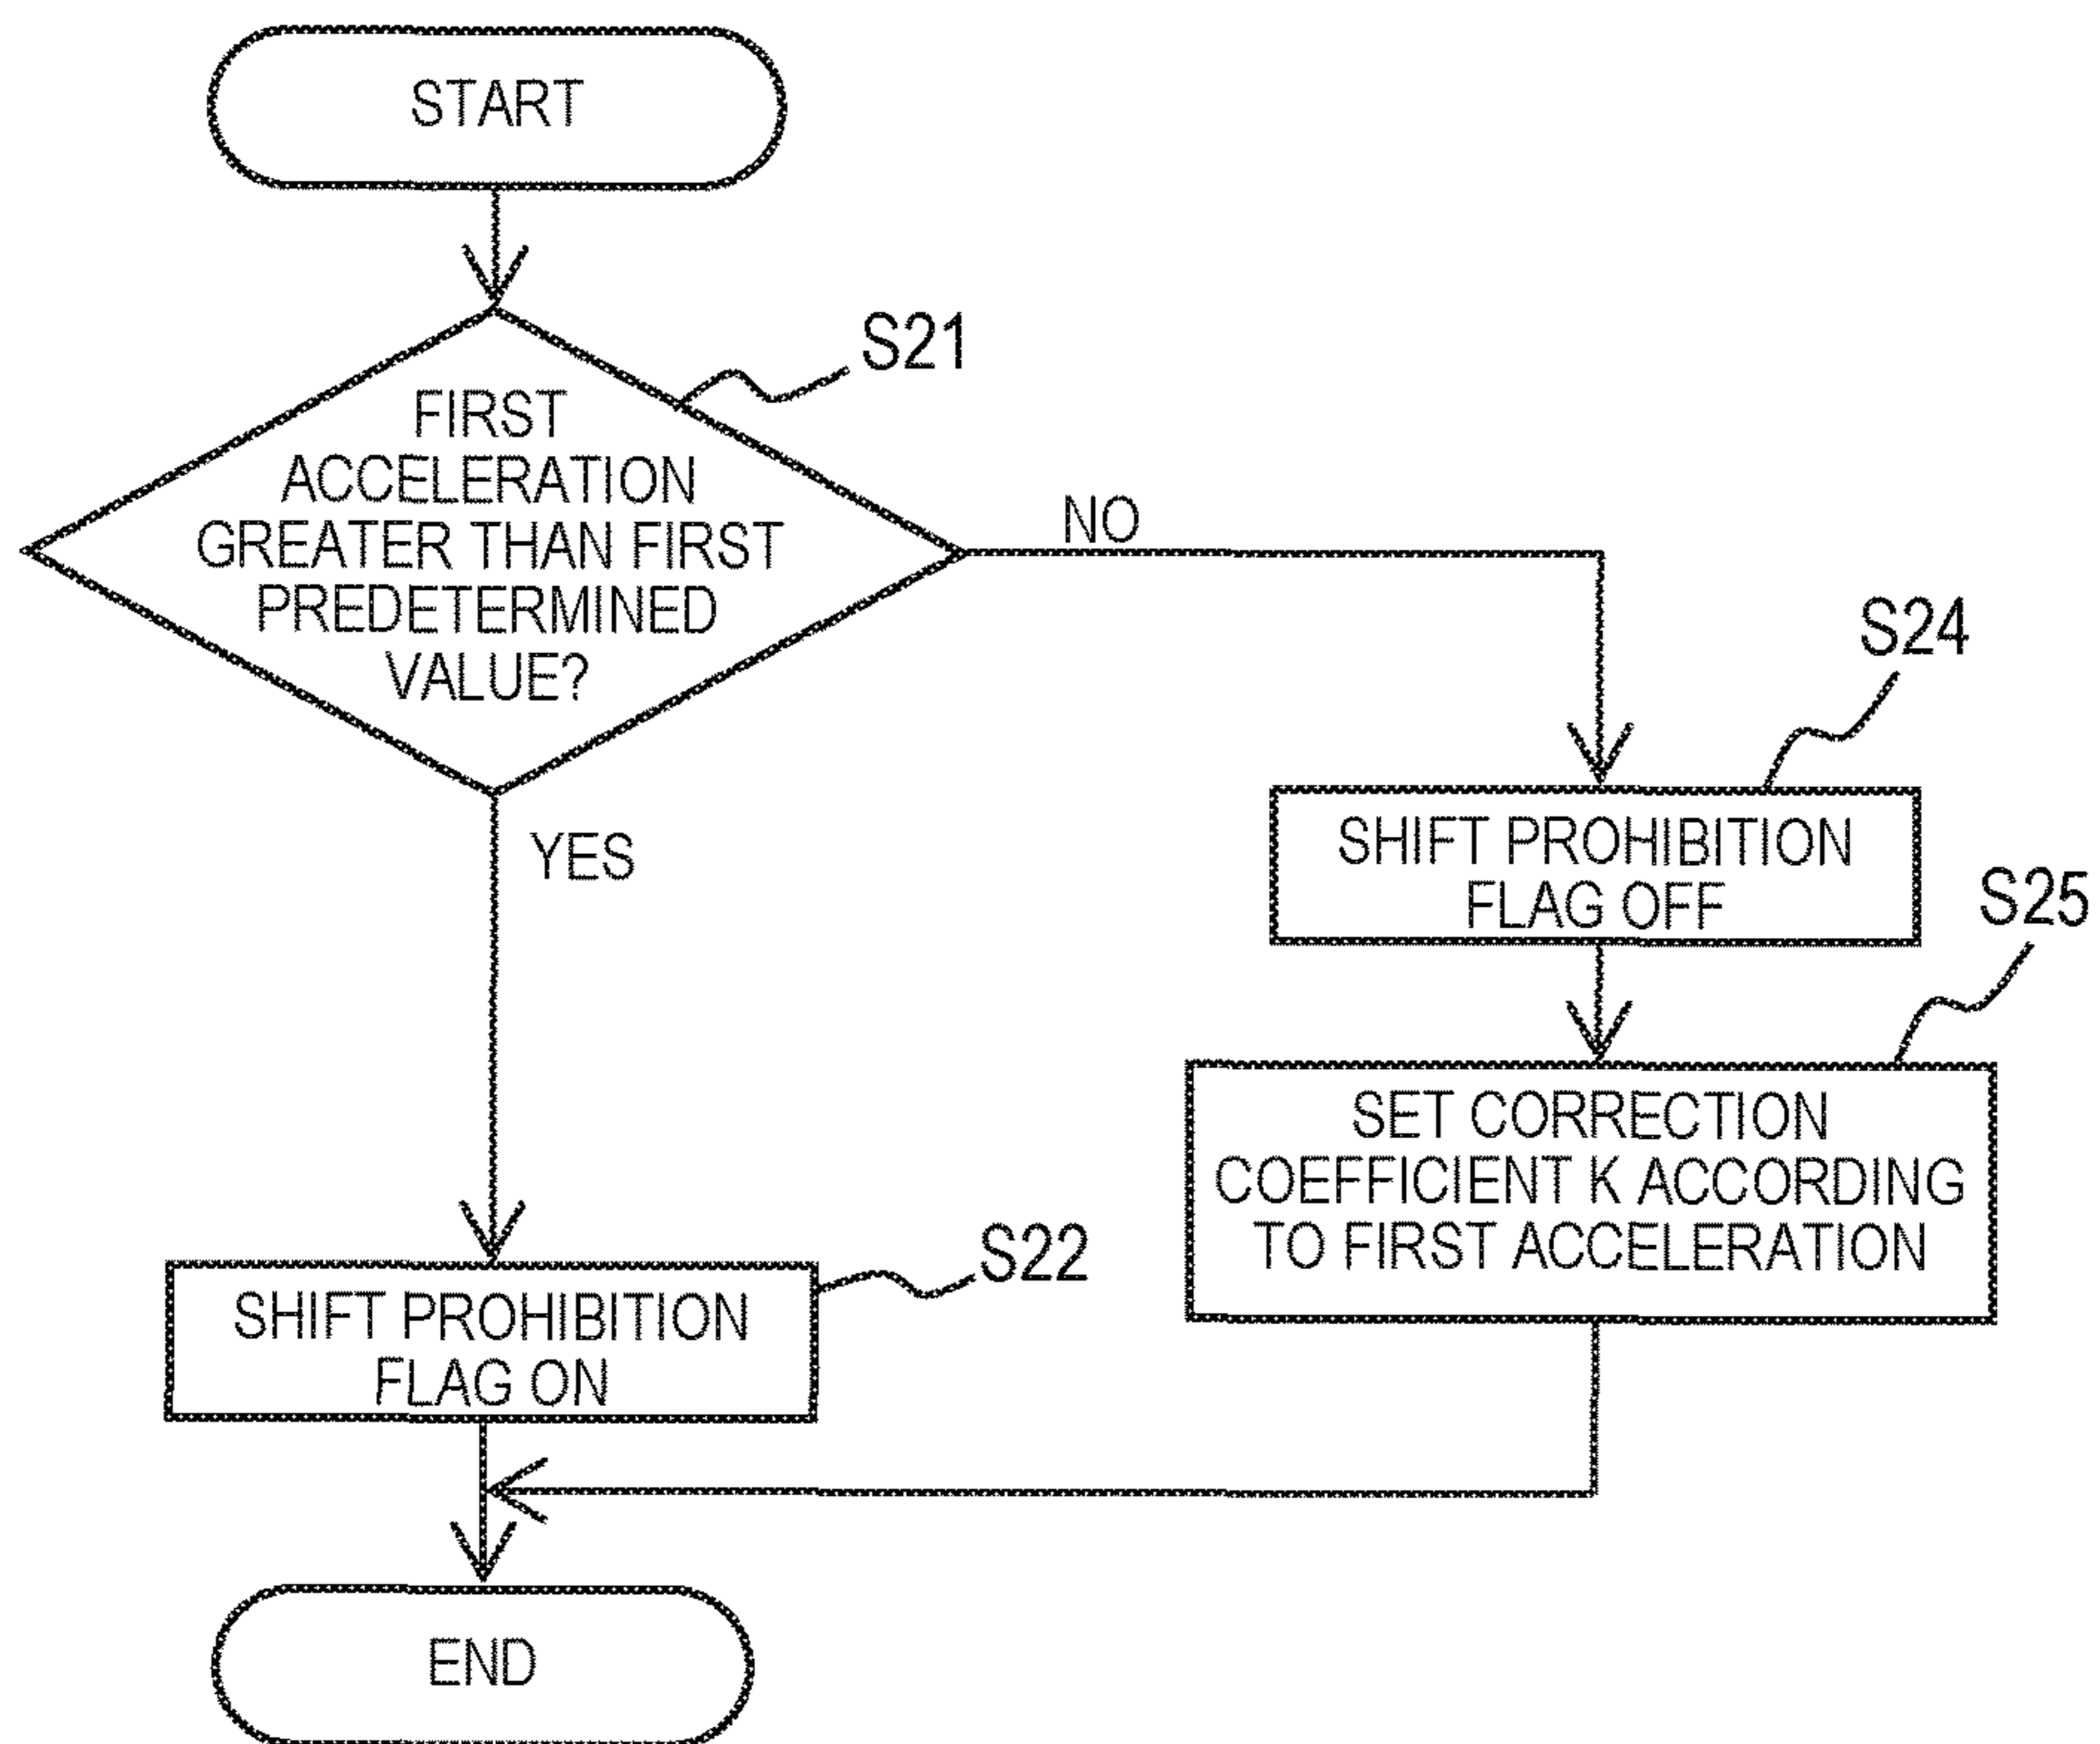 START
S21
FIRST
ACCELERATION
GREATER THAN FIRST
PREDETERMINED
VALUE?
NO
YES
S24
SHIFT PROHIBITION
FLAG OFF
S25
SET CORRECTION
COEFFICIENT K ACCORDING
TO FIRST ACCELERATION
S22
SHIFT PROHIBITION
FLAG ON
END